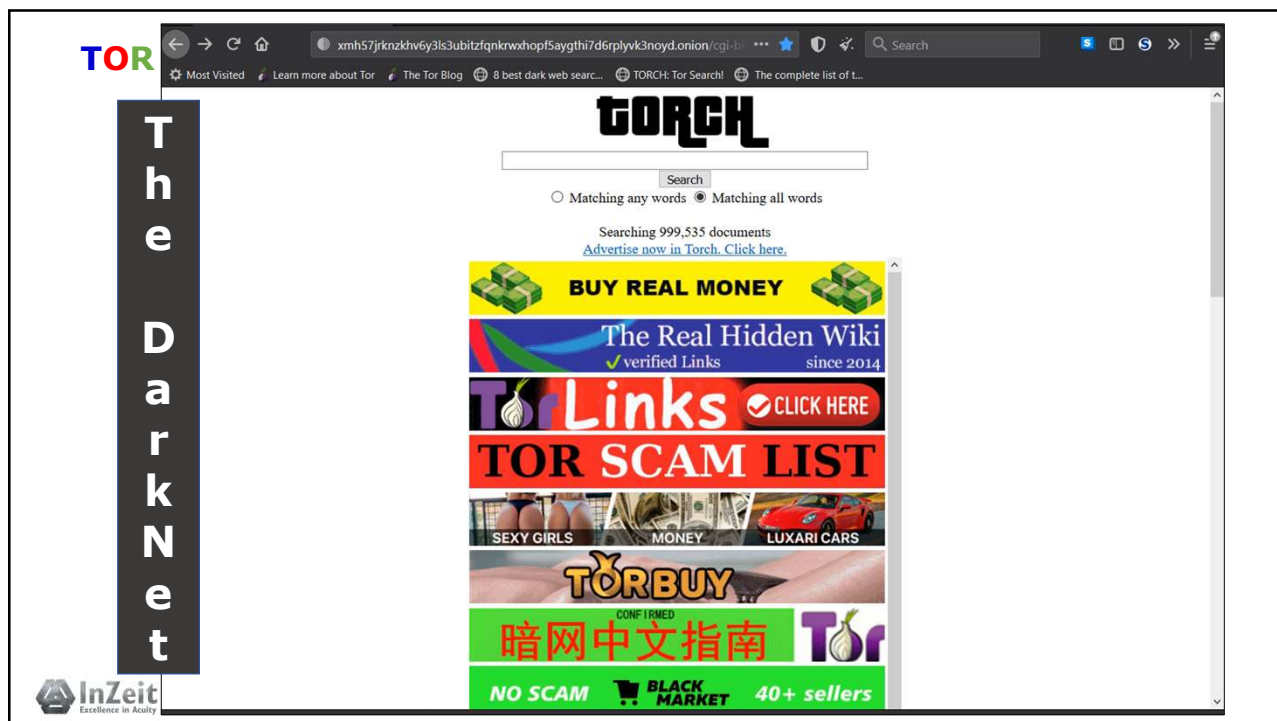 TOR
The DarkNet
xmh57jrknzkhv6y3ls3ubitzfqnkrwxhopf5aygthi7d6rplyvk3noyd.onion/cgi-bi
Search
Most Visited Learn more about Tor The Tor Blog 8 best dark web searc... TORCH: Tor Search! The complete list of t...
TORCH
Search
Matching any words Matching all words
Searching 999,535 documents
Advertise now in Torch. Click here.
BUY REAL MONEY
The Real Hidden Wiki
verified Links since 2014
Tor Links CLICK HERE
TOR SCAM LIST
SEXY GIRLS MONEY LUXARI CARS
TORBUY
CONFIRMED
暗网中文指南 Tor
NO SCAM BLACK MARKET 40+ sellers
InZeit
Excellence in Acuity